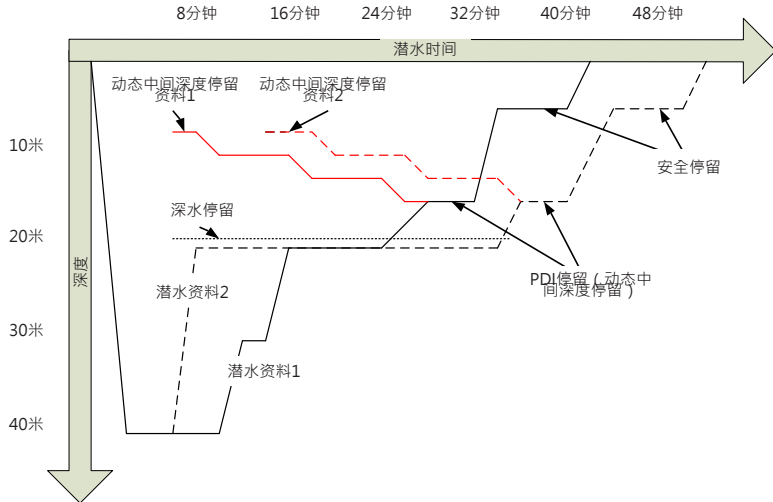 8分钟 16分钟 24分钟 32分钟 40分钟 48分钟
潜水时间
动态中间深度停留
资料1
动态中间深度停留
资料2
10米
安全停留
深水停留
20米
深度
PDI停留（动态中
间深度停留）
潜水资料2
30米
潜水资料1
40米